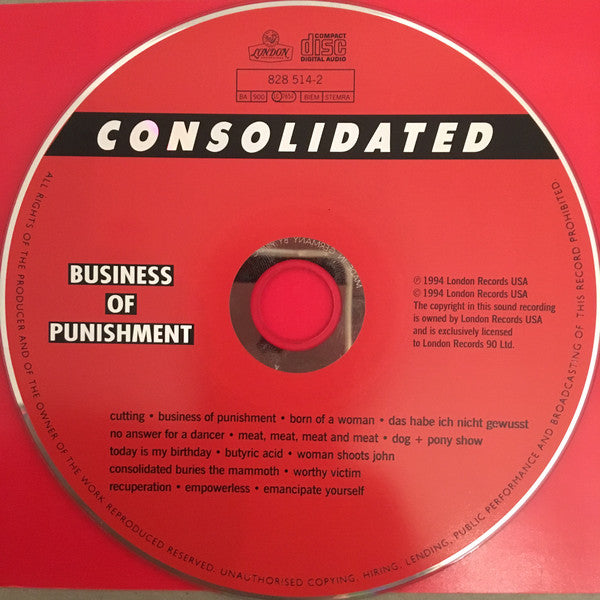 LONDON
COMPACT
disc
DIGITAL AUDIO
828 514-2
BA 500 BIEM STEMRA
CONSOLIDATED
BUSINESS
OF
PUNISHMENT
℗ 1994 London Records USA
© 1994 London Records USA
The copyright in this sound recording
is owned by London Records USA
and is exclusively licensed
to London Records 90 Ltd.
cutting • business of punishment • born of a woman • das habe ich nicht gewusst
no answer for a dancer • meat, meat, meat and meat • dog + pony show
today is my birthday • butyric acid • woman shoots john
consolidated buries the mammoth • worthy victim
recuperation • empowerless • emancipate yourself
ALL RIGHTS OF THE PRODUCER AND OF THE OWNER OF THE WORK REPRODUCED RESERVED. UNAUTHORISED COPYING, HIRING, LENDING, PUBLIC PERFORMANCE AND BROADCASTING OF THIS RECORD PROHIBITED
MADE IN GERMANY BY